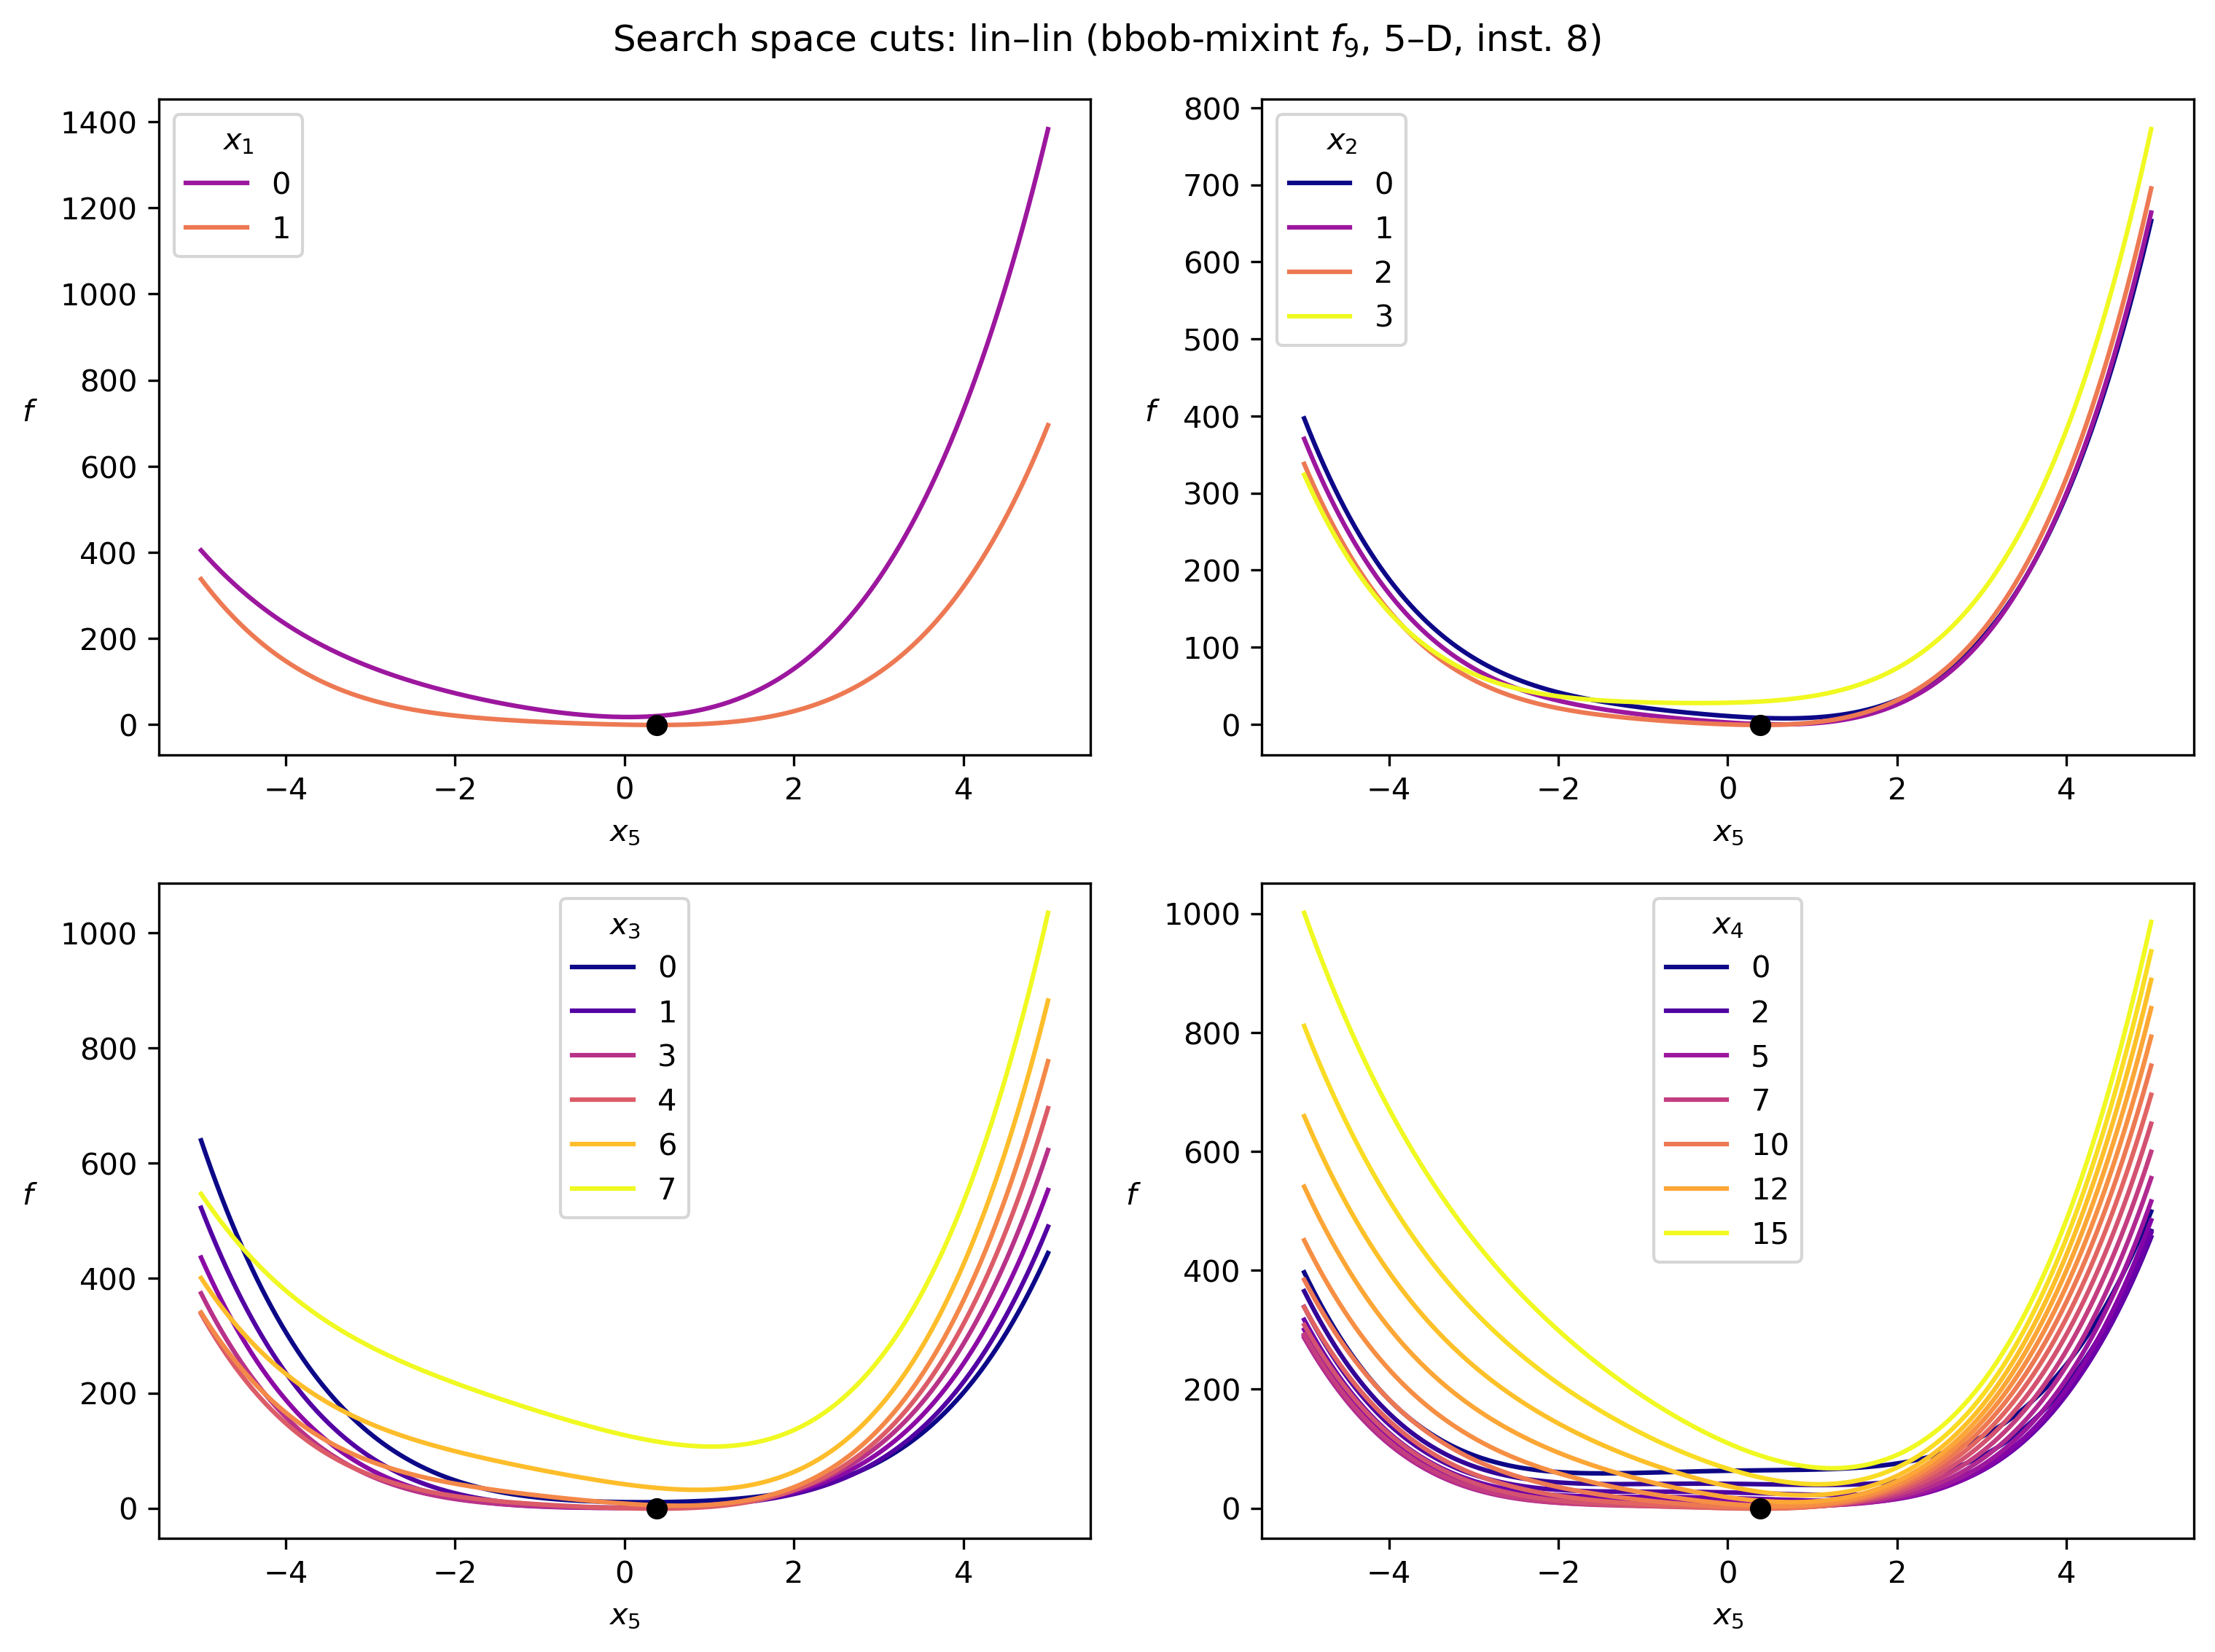 Search space cuts: lin–lin (bbob-mixint f9, 5–D, inst. 8)
1400
1200
1000
800
600
400
200
0
f
−4 −2 0 2 4
x5
x1
0
1
800
700
600
500
400
300
200
100
0
f
−4 −2 0 2 4
x5
x2
0
1
2
3
1000
800
600
400
200
0
f
−4 −2 0 2 4
x5
x3
0
1
3
4
6
7
1000
800
600
400
200
0
f
−4 −2 0 2 4
x5
x4
0
2
5
7
10
12
15